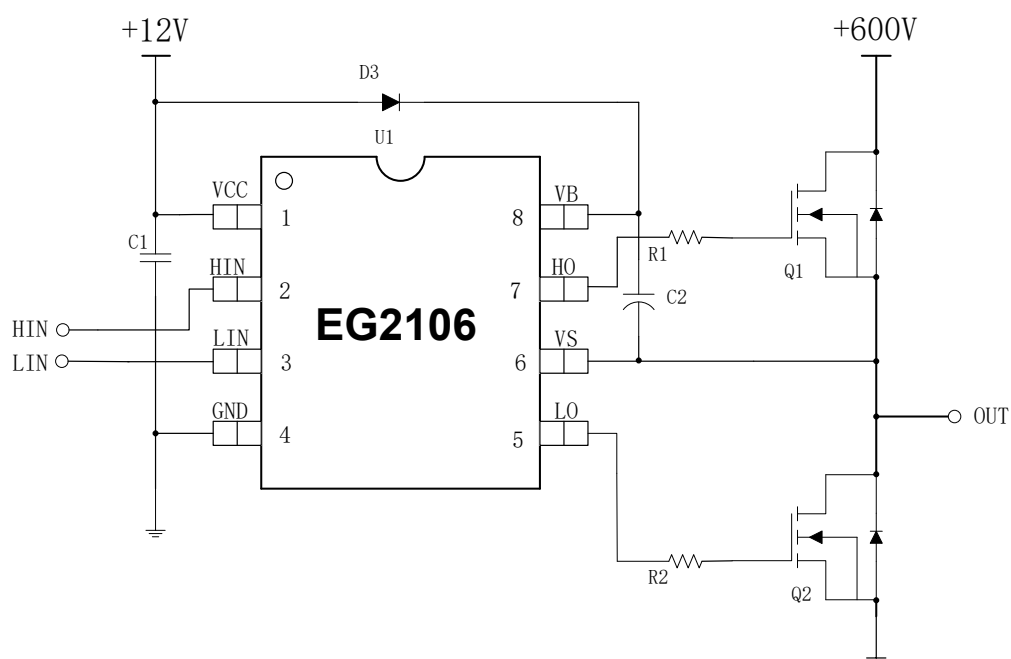 +12V
+600V
D3
U1
VCC
1
8
VB
C1
HIN
2
7
HO
R1
Q1
C2
EG2106
HIN
LIN
LIN
3
6
VS
GND
4
5
LO
OUT
R2
Q2